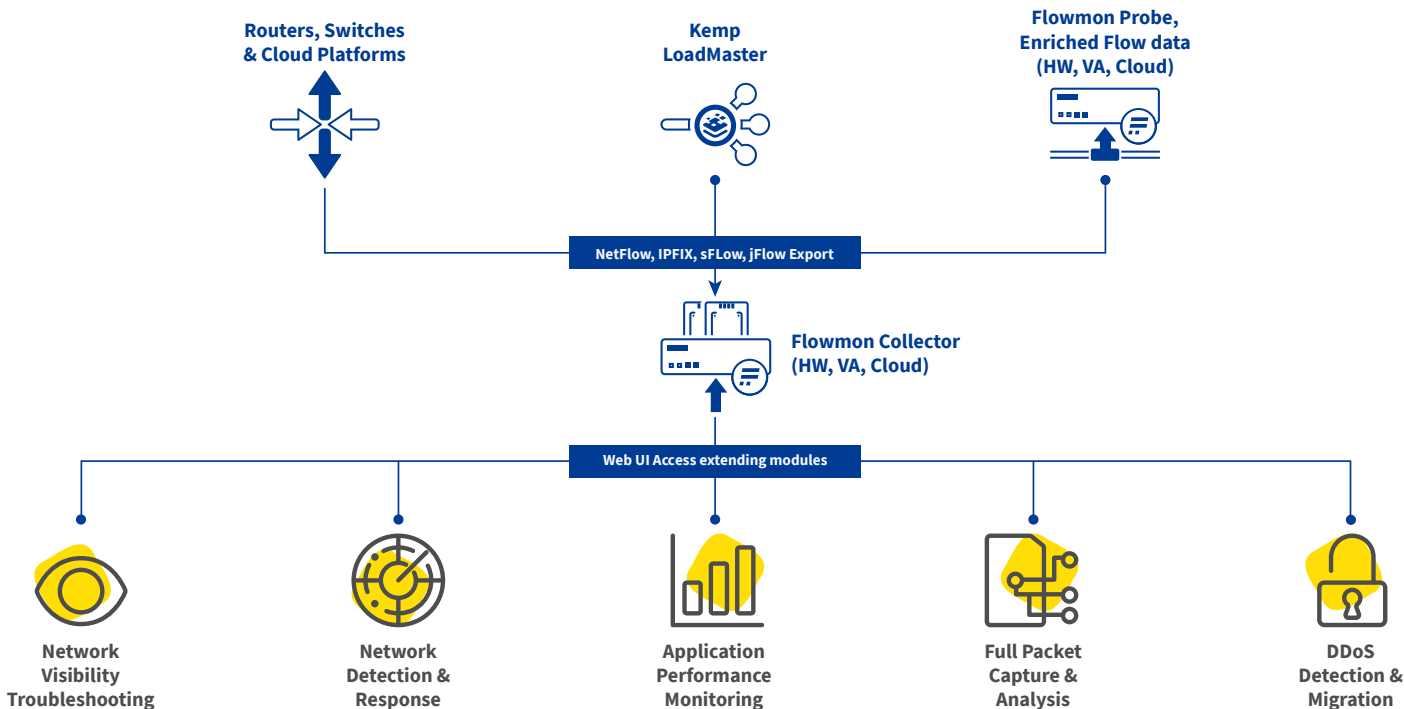 Routers, Switches
& Cloud Platforms
Kemp
LoadMaster
Flowmon Probe,
Enriched Flow data
(HW, VA, Cloud)
NetFlow, IPFIX, sFLow, jFlow Export
Flowmon Collector
(HW, VA, Cloud)
Web UI Access extending modules
Network
Visibility
Troubleshooting
Network
Detection &
Response
Application
Performance
Monitoring
Full Packet
Capture &
Analysis
DDoS
Detection &
Migration